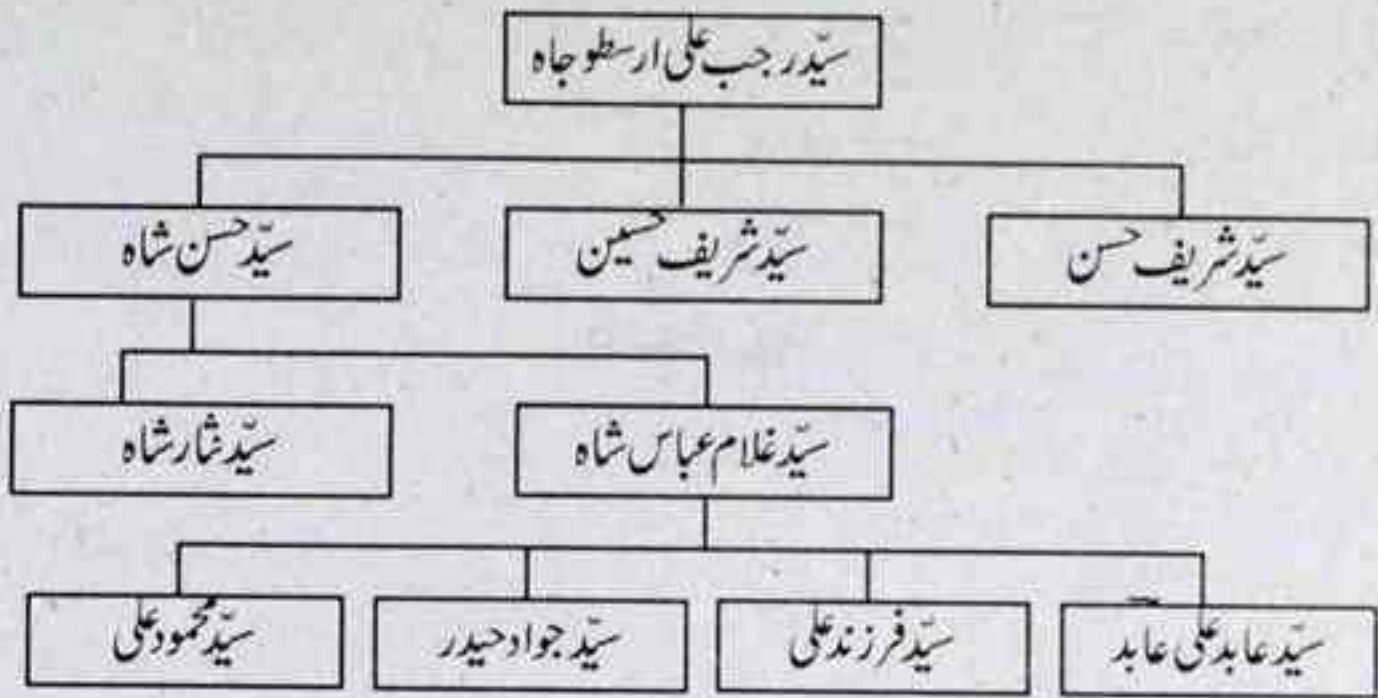 سیّد رجب علی ارسطو جاہ
سیّد شریف حسن
سیّد شریف حسین
سیّد حسن شاہ
سیّد غلام عباس شاہ
سیّد نثار شاہ
سیّد عابد علی عابد
سیّد فرزند علی
سیّد جواد حیدر
سیّد محمود علی